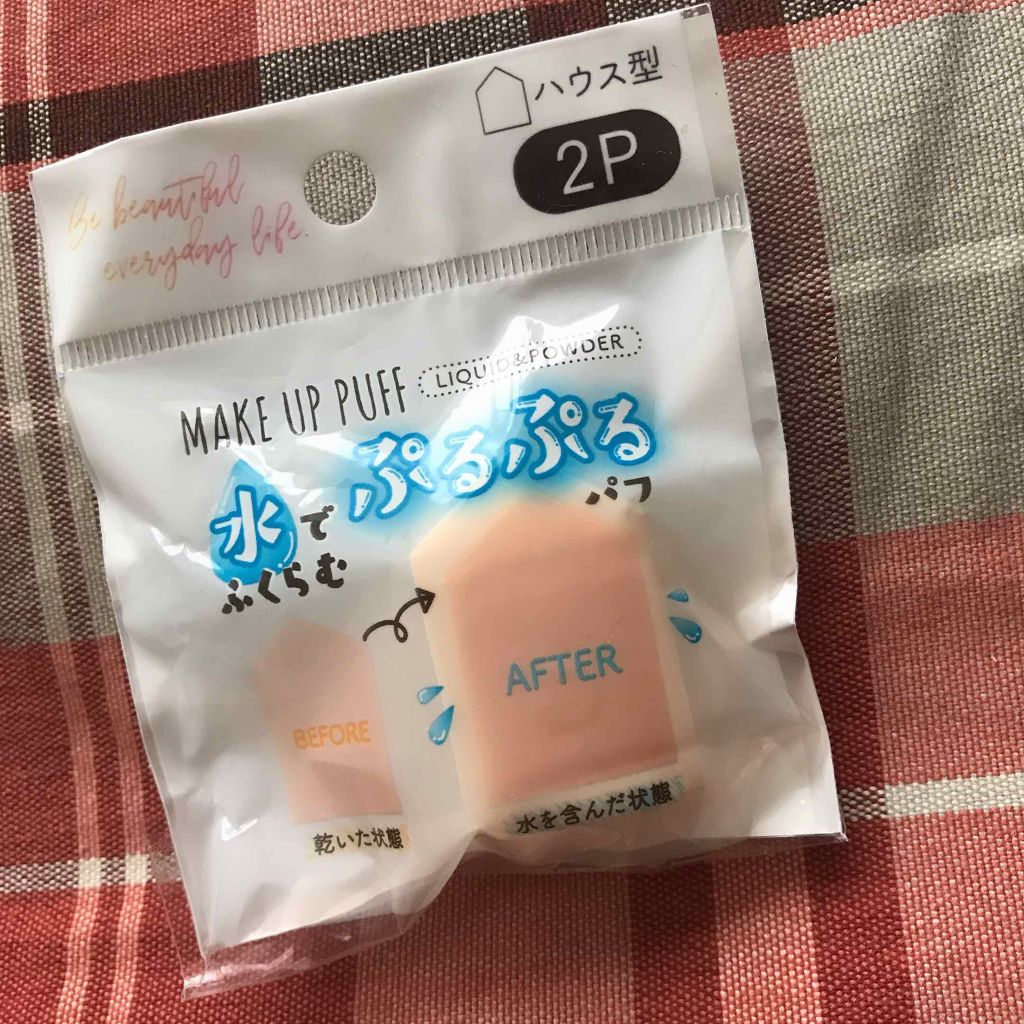 ハウス型
2P
Be beautiful
everyday life.
MAKE UP PUFF
LIQUID&POWDER
水で
ふくらむ
ぷるぷる
パフ
BEFORE
AFTER
乾いた状態
水を含んだ状態